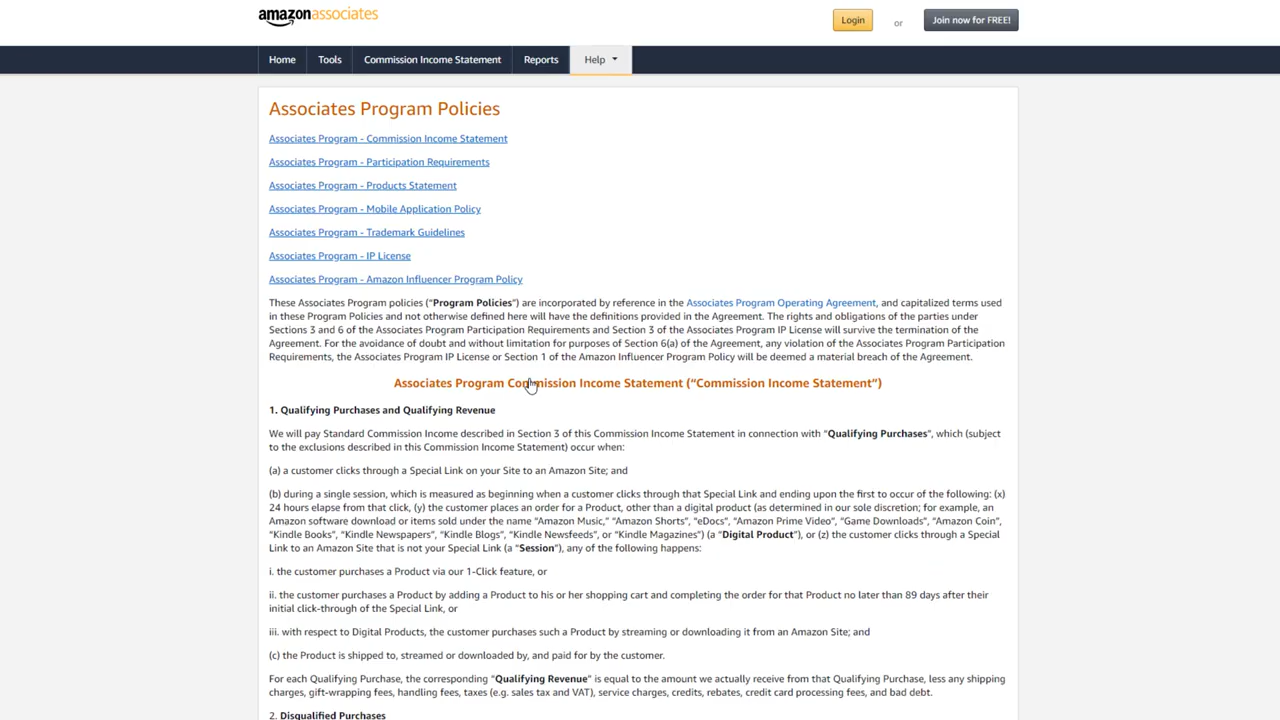 amazonassociates
Login or Join now for FREE!
Home Tools Commission Income Statement Reports Help
Associates Program Policies
Associates Program - Commission Income Statement
Associates Program - Participation Requirements
Associates Program - Products Statement
Associates Program - Mobile Application Policy
Associates Program - Trademark Guidelines
Associates Program - IP License
Associates Program - Amazon Influencer Program Policy
These Associates Program policies (“Program Policies”) are incorporated by reference in the Associates Program Operating Agreement, and capitalized terms used
in these Program Policies and not otherwise defined here will have the definitions provided in the Agreement. The rights and obligations of the parties under
Sections 3 and 6 of the Associates Program Participation Requirements and Section 3 of the Associates Program IP License will survive the termination of the
Agreement. For the avoidance of doubt and without limitation for purposes of Section 6(a) of the Agreement, any violation of the Associates Program Participation
Requirements, the Associates Program IP License or Section 1 of the Amazon Influencer Program Policy will be deemed a material breach of the Agreement.
Associates Program Commission Income Statement (“Commission Income Statement”)
1. Qualifying Purchases and Qualifying Revenue
We will pay Standard Commission Income described in Section 3 of this Commission Income Statement in connection with “Qualifying Purchases”, which (subject
to the exclusions described in this Commission Income Statement) occur when:
(a) a customer clicks through a Special Link on your Site to an Amazon Site; and
(b) during a single session, which is measured as beginning when a customer clicks through that Special Link and ending upon the first to occur of the following: (x)
24 hours elapse from that click, (y) the customer places an order for a Product, other than a digital product (as determined in our sole discretion; for example, an
Amazon software download or items sold under the name “Amazon Music,” “Amazon Shorts”, “eDocs”, “Amazon Prime Video”, “Game Downloads”, “Amazon Coin”,
“Kindle Books”, “Kindle Newspapers”, “Kindle Blogs”, “Kindle Newsfeeds”, or “Kindle Magazines”) (a “Digital Product”), or (z) the customer clicks through a Special
Link to an Amazon Site that is not your Special Link (a “Session”), any of the following happens:
i. the customer purchases a Product via our 1-Click feature, or
ii. the customer purchases a Product by adding a Product to his or her shopping cart and completing the order for that Product no later than 89 days after their
initial click-through of the Special Link, or
iii. with respect to Digital Products, the customer purchases such a Product by streaming or downloading it from an Amazon Site; and
(c) the Product is shipped to, streamed or downloaded by, and paid for by the customer.
For each Qualifying Purchase, the corresponding “Qualifying Revenue” is equal to the amount we actually receive from that Qualifying Purchase, less any shipping
charges, gift-wrapping fees, handling fees, taxes (e.g. sales tax and VAT), service charges, credits, rebates, credit card processing fees, and bad debt.
2. Disqualified Purchases